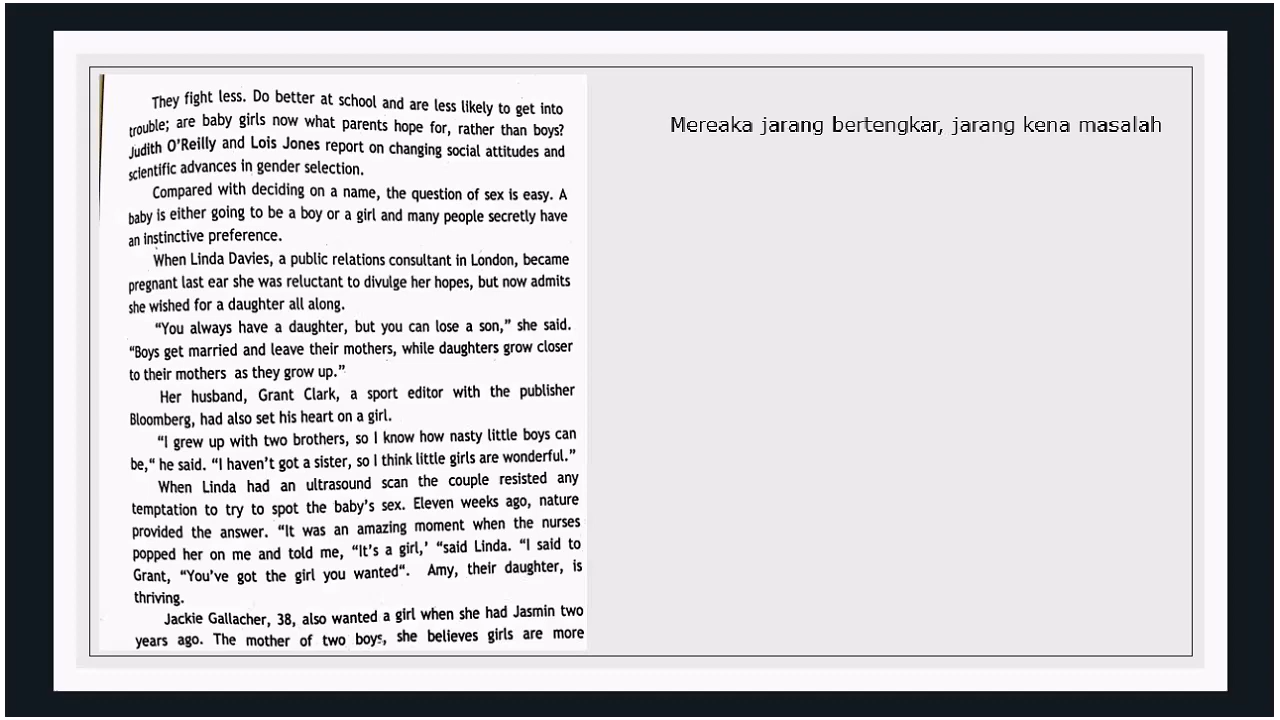 They fight less. Do better at school and are less likely to get into
trouble; are baby girls now what parents hope for, rather than boys?
Judith O'Reilly and Lois Jones report on changing social attitudes and
scientific advances in gender selection.
Compared with deciding on a name, the question of sex is easy. A
baby is either going to be a boy or a girl and many people secretly have
an instinctive preference.
When Linda Davies, a public relations consultant in London, became
pregnant last ear she was reluctant to divulge her hopes, but now admits
she wished for a daughter all along.
"You always have a daughter, but you can lose a son," she said.
"Boys get married and leave their mothers, while daughters grow closer
to their mothers as they grow up."
Her husband, Grant Clark, a sport editor with the publisher
Bloomberg, had also set his heart on a girl.
"I grew up with two brothers, so I know how nasty little boys can
be," he said. "I haven't got a sister, so I think little girls are wonderful."
When Linda had an ultrasound scan the couple resisted any
temptation to try to spot the baby's sex. Eleven weeks ago, nature
provided the answer. "It was an amazing moment when the nurses
popped her on me and told me, "It's a girl,' "said Linda. "I said to
Grant, "You've got the girl you wanted". Amy, their daughter, is
thriving.
Jackie Gallacher, 38, also wanted a girl when she had Jasmin two
years ago. The mother of two boys, she believes girls are more
Mereaka jarang bertengkar, jarang kena masalah